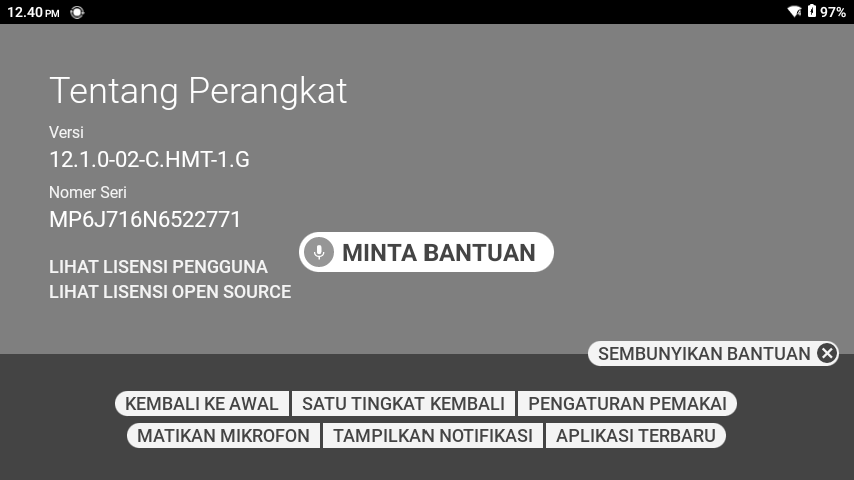 12.40 PM
97%
Tentang Perangkat
Versi
12.1.0-02-C.HMT-1.G
Nomer Seri
MP6J716N6522771
MINTA BANTUAN
LIHAT LISENSI PENGGUNA
LIHAT LISENSI OPEN SOURCE
SEMBUNYIKAN BANTUAN
KEMBALI KE AWAL SATU TINGKAT KEMBALI PENGATURAN PEMAKAI
MATIKAN MIKROFON TAMPILKAN NOTIFIKASI APLIKASI TERBARU